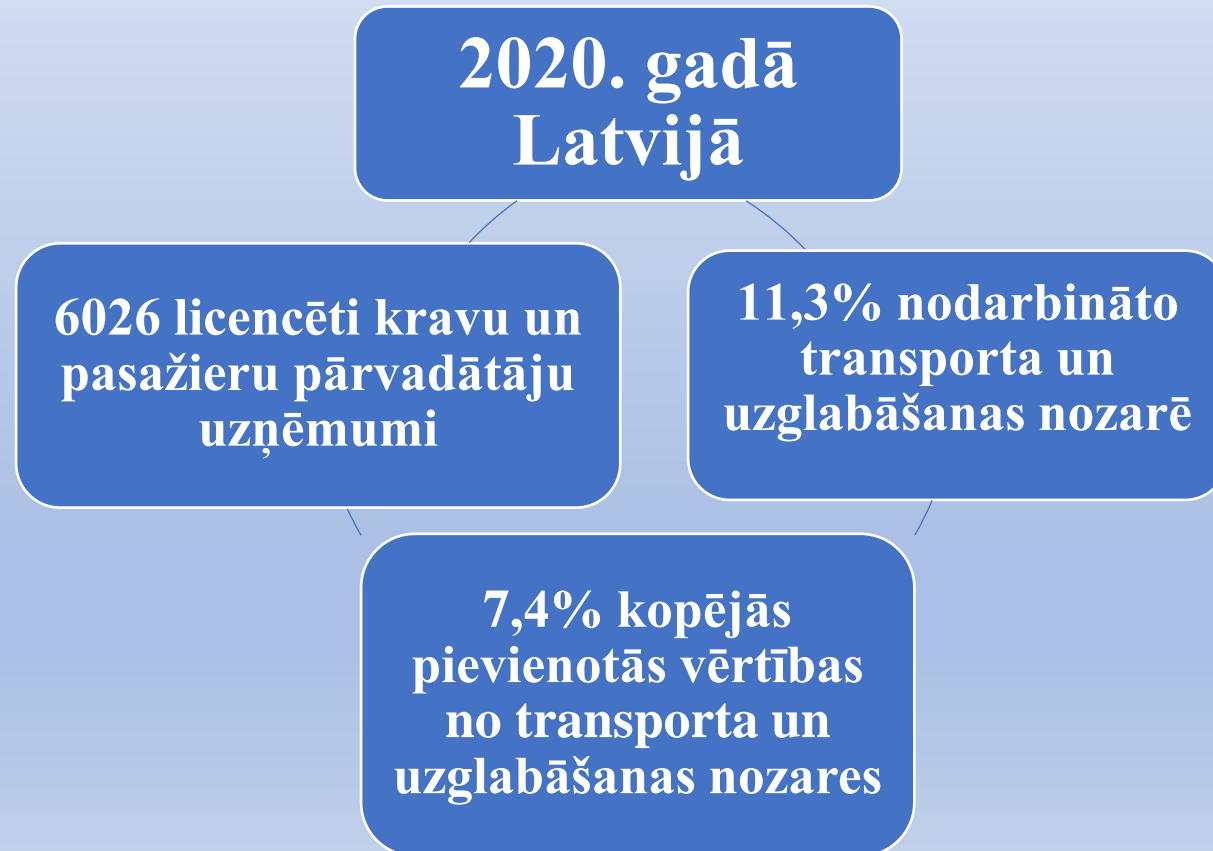 2020. gadā
Latvijā
6026 licencēti kravu un
pasažieru pārvadātāju
uzņēmumi
11,3% nodarbināto
transporta un
uzglabāšanas nozarē
7,4% kopējās
pievienotās vērtības
no transporta un
uzglabāšanas nozares